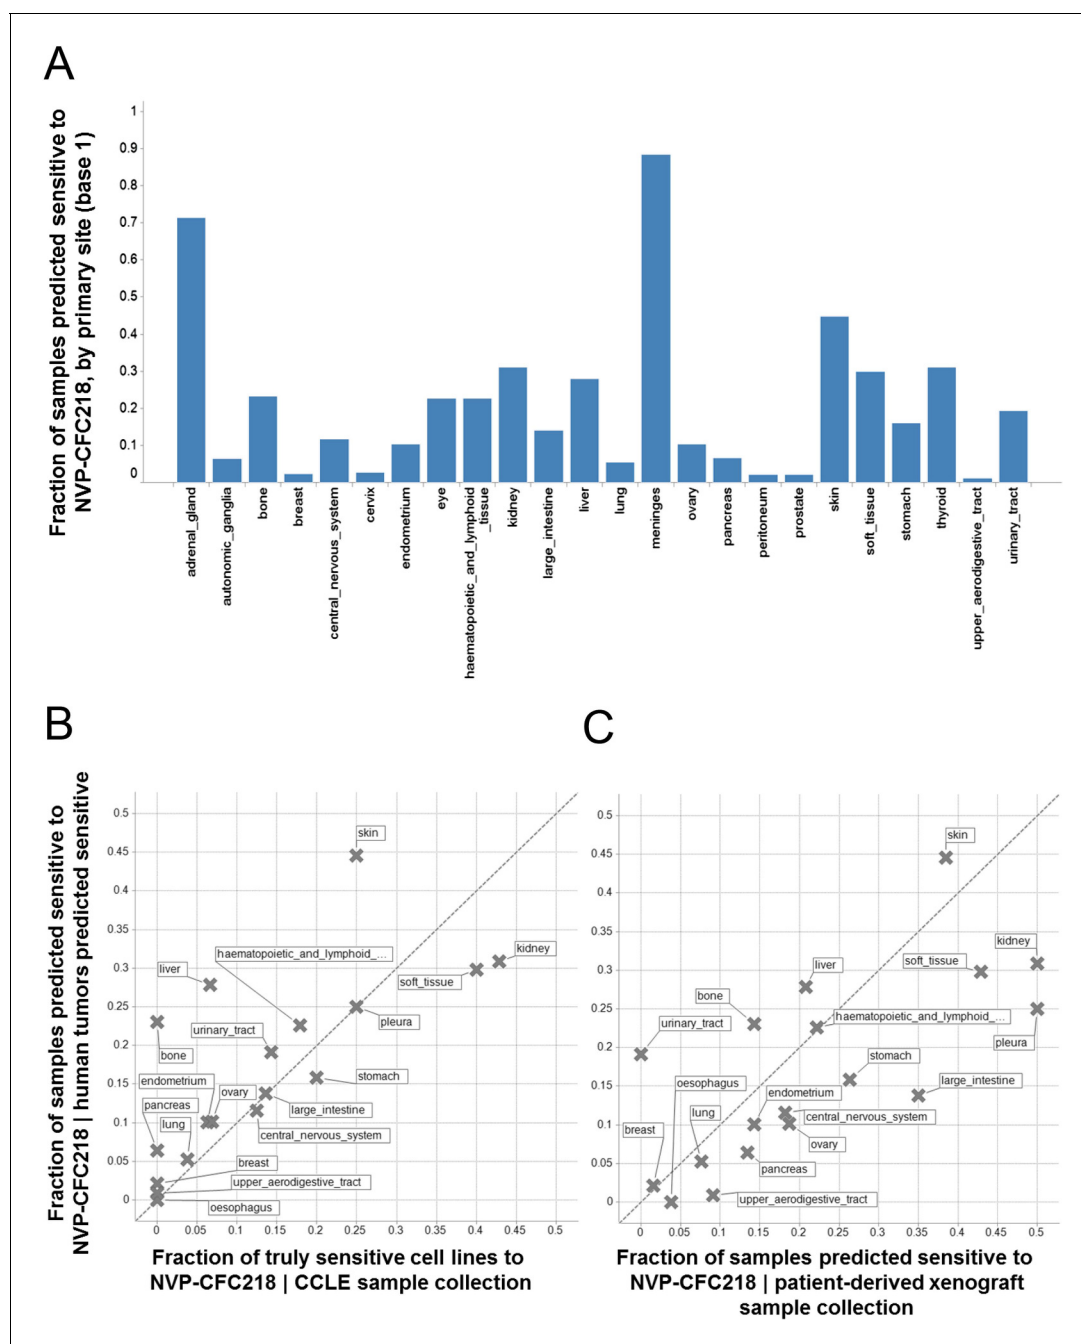 A
Fraction of samples predicted sensitive to
NVP-CFC218, by primary site (base 1)
1
0.9
0.8
0.7
0.6
0.5
0.4
0.3
0.2
0.1
0
adrenal_gland
autonomic_ganglia
bone
breast
central_nervous_system
cervix
endometrium
eye
haematopoietic_and_lymphoid
_tissue
kidney
large_intestine
liver
lung
meninges
ovary
pancreas
peritoneum
prostate
skin
soft_tissue
stomach
thyroid
upper_aerodigestive_tract
urinary_tract
B
Fraction of samples predicted sensitive to
NVP-CFC218 | human tumors predicted sensitive
0.5
0.45
0.4
0.35
0.3
0.25
0.2
0.15
0.1
0.05
0
skin
haematopoietic_and_lymphoid_...
kidney
liver
soft_tissue
urinary_tract
pleura
bone
endometrium
stomach
pancreas
ovary
lung
large_intestine
central_nervous_system
breast
upper_aerodigestive_tract
oesophagus
0 0.05 0.1 0.15 0.2 0.25 0.3 0.35 0.4 0.45 0.5
Fraction of truly sensitive cell lines to
NVP-CFC218 | CCLE sample collection
C
0.5
0.45
0.4
0.35
0.3
0.25
0.2
0.15
0.1
0.05
0
skin
kidney
liver
soft_tissue
bone
haematopoietic_and_lymphoid_...
urinary_tract
pleura
stomach
oesophagus
large_intestine
endometrium
lung
central_nervous_system
breast
ovary
pancreas
upper_aerodigestive_tract
0 0.05 0.1 0.15 0.2 0.25 0.3 0.35 0.4 0.45 0.5
Fraction of samples predicted sensitive to
NVP-CFC218 | patient-derived xenograft
sample collection